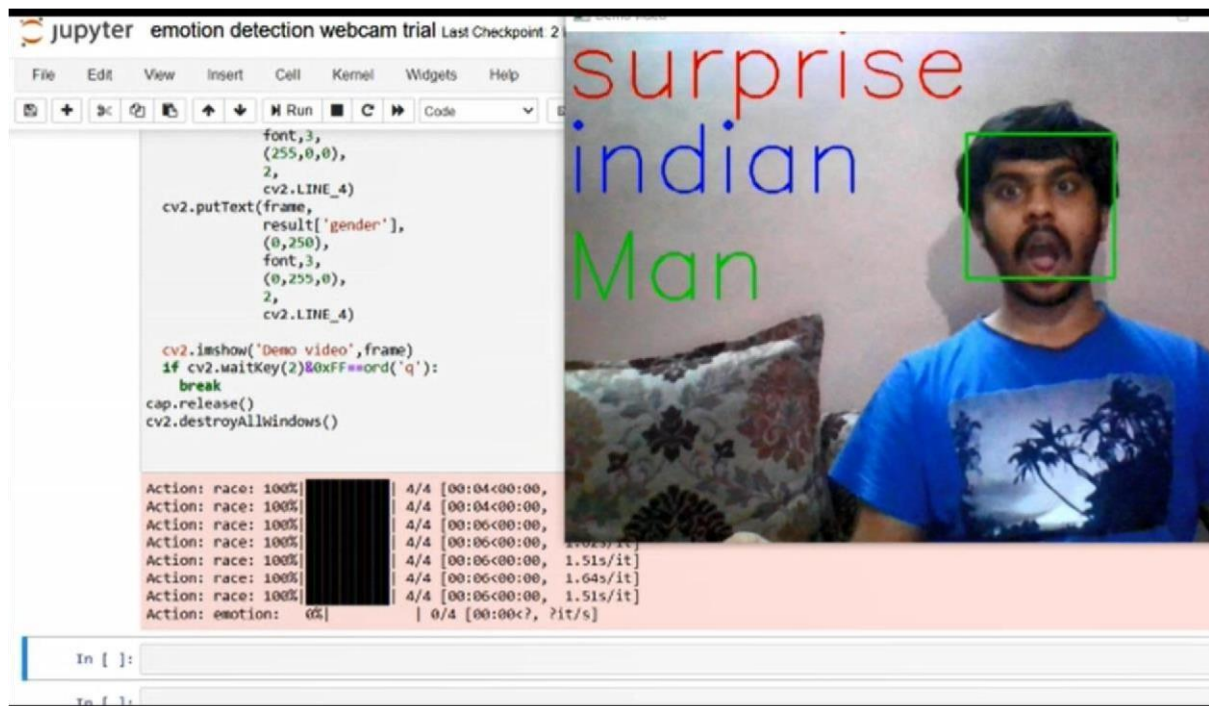 jupyter emotion detection webcam trial Last Checkpoint: 2
Demo video
File Edit View Insert Cell Kernel Widgets Help
Run Code
font,3,
(255,0,0),
2,
cv2.LINE_4)
cv2.putText(frame,
result['gender'],
(0,250),
font,3,
(0,255,0),
2,
cv2.LINE_4)
cv2.imshow('Demo video',frame)
if cv2.waitKey(2)&0xFF==ord('q'):
break
cap.release()
cv2.destroyAllWindows()
surprise
indian
Man
Action: race: 100%| | 4/4 [00:04<00:00,
Action: race: 100%| | 4/4 [00:04<00:00,
Action: race: 100%| | 4/4 [00:06<00:00,
Action: race: 100%| | 4/4 [00:06<00:00, 1.62s/it]
Action: race: 100%| | 4/4 [00:06<00:00, 1.51s/it]
Action: race: 100%| | 4/4 [00:06<00:00, 1.64s/it]
Action: race: 100%| | 4/4 [00:06<00:00, 1.51s/it]
Action: emotion: 0%| | 0/4 [00:00<?, ?it/s]
In [ ]:
In [ ]: